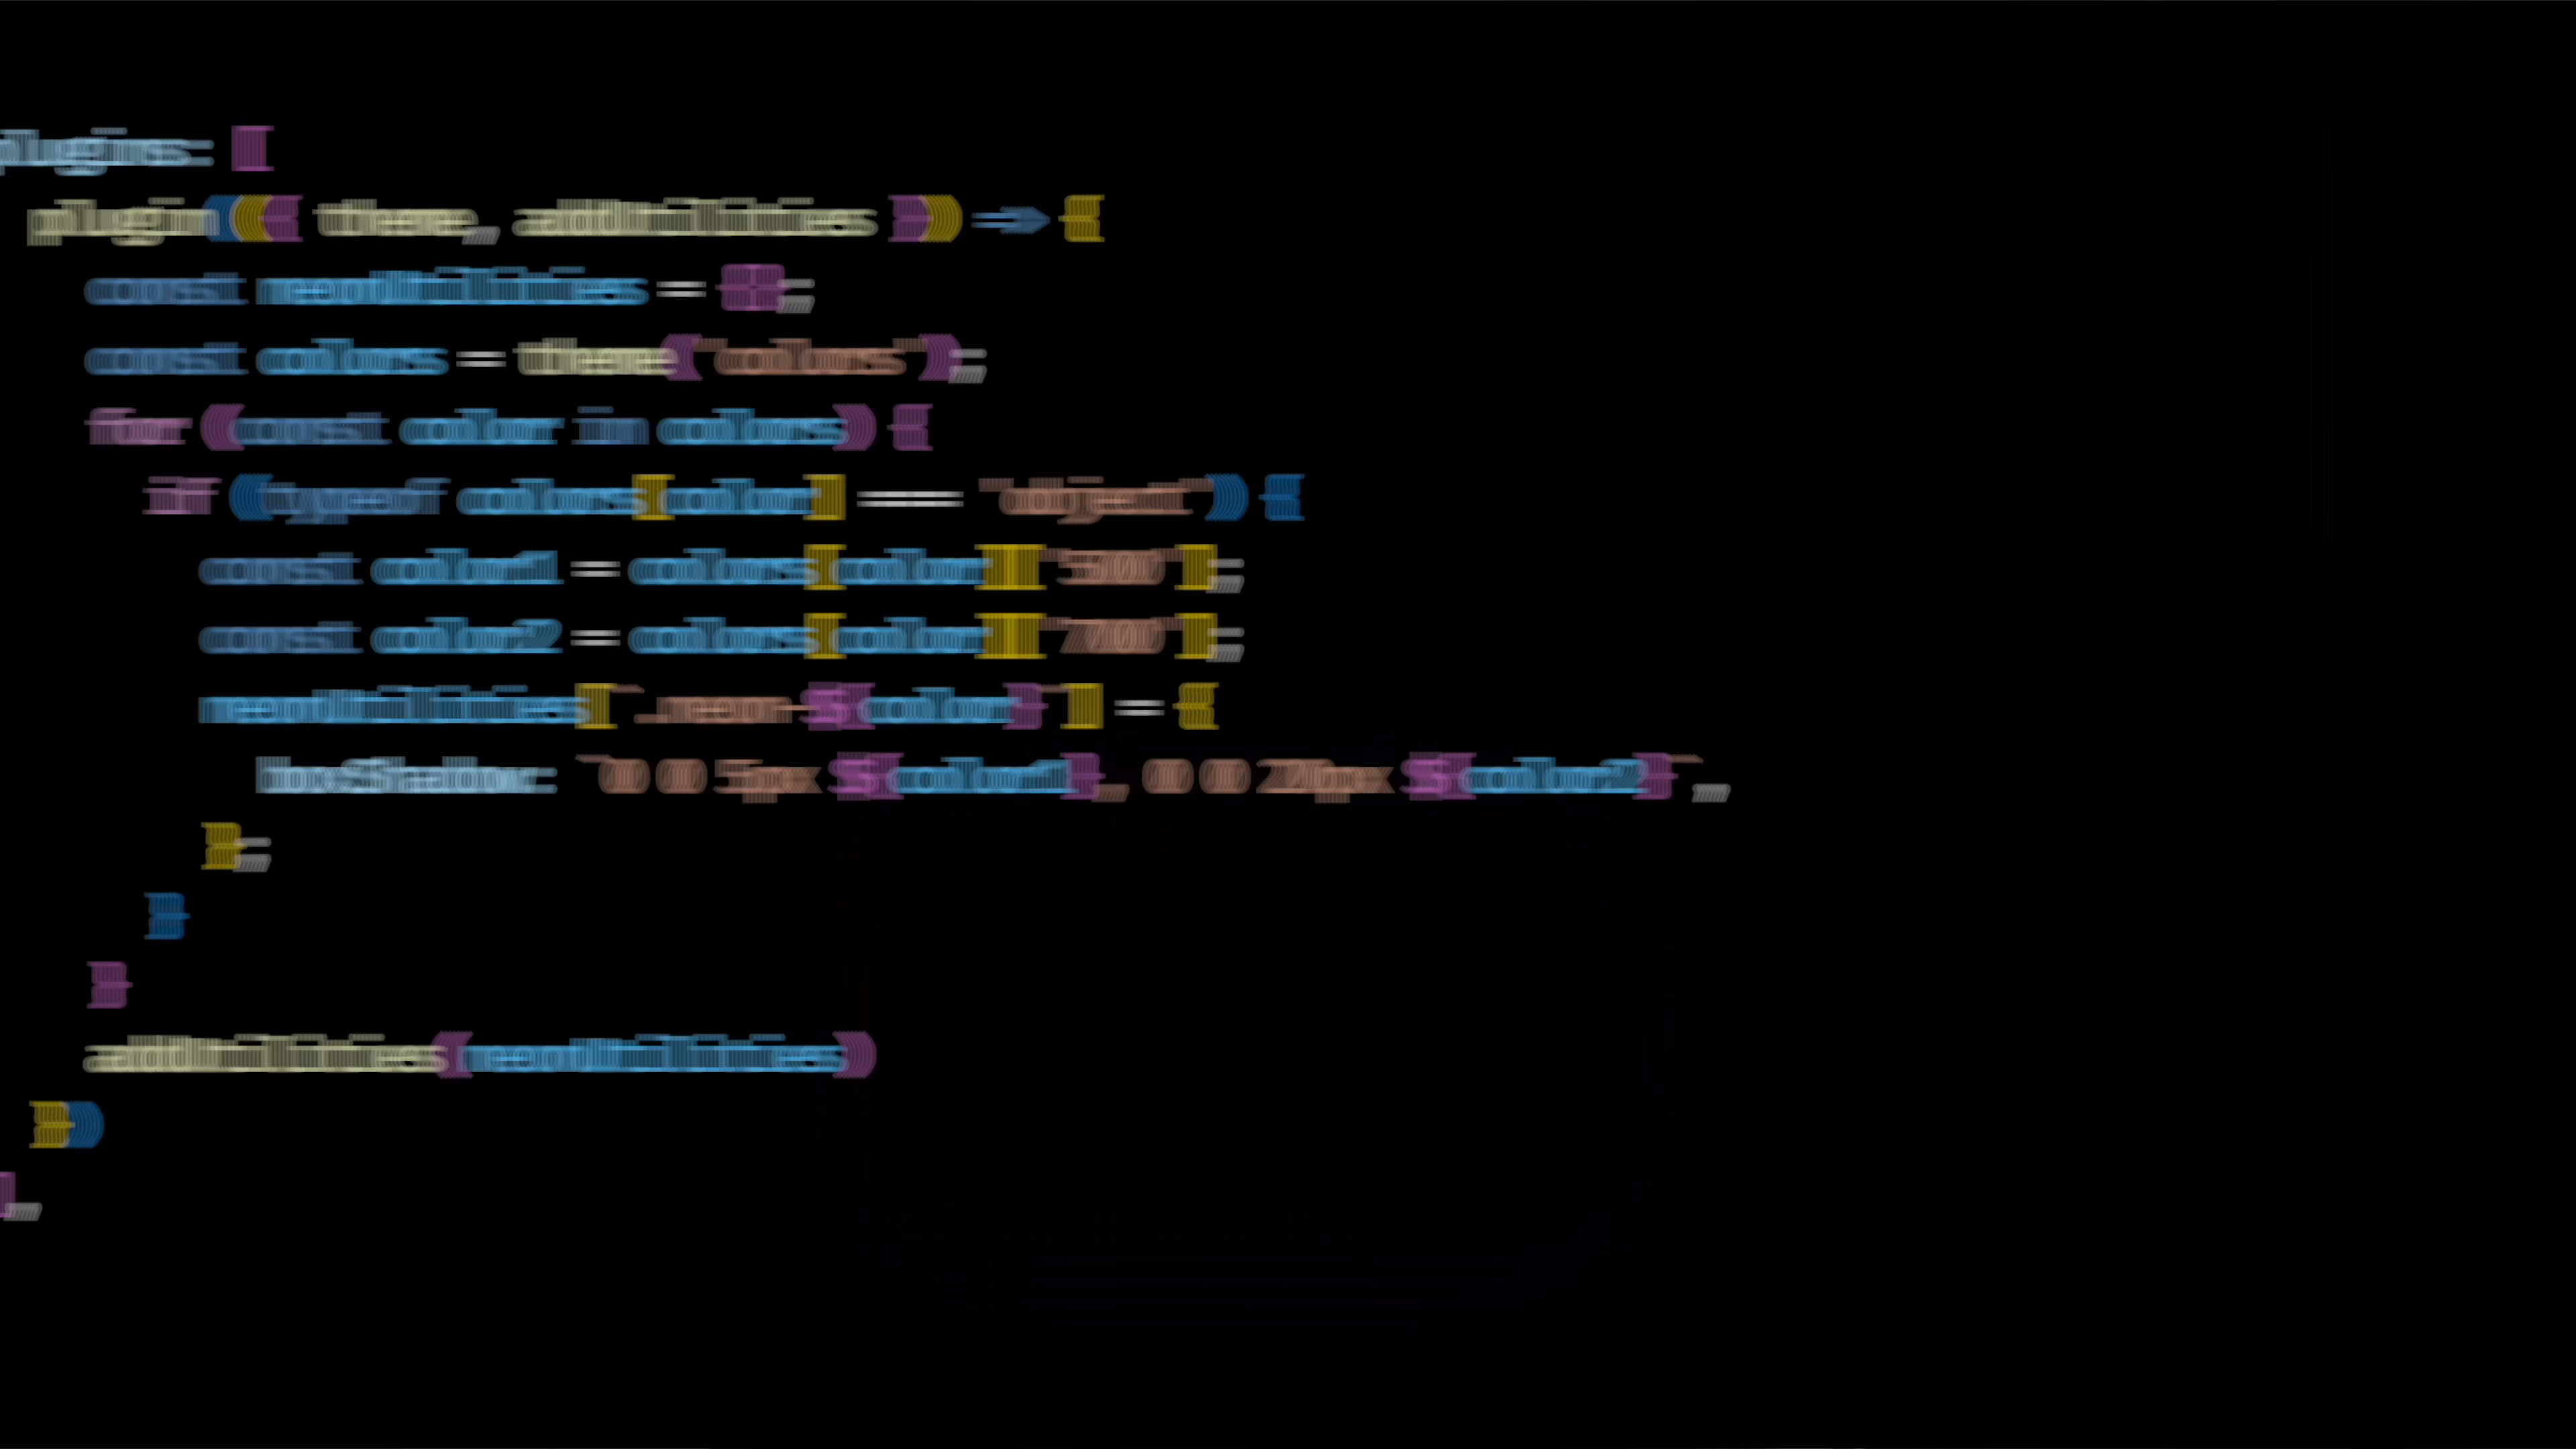 plugins: [
plugin(({ theme, addUtilities }) => {
const neonUtilities = {};
const colors = theme('colors');
for (const color in colors) {
if (typeof colors[color] === 'object') {
const color1 = colors[color]['500'];
const color2 = colors[color]['700'];
neonUtilities[`.neon-${color}`] = {
boxShadow: `0 0 5px ${color1}, 0 0 20px ${color2}`,
};
}
}
addUtilities(neonUtilities)
})
],